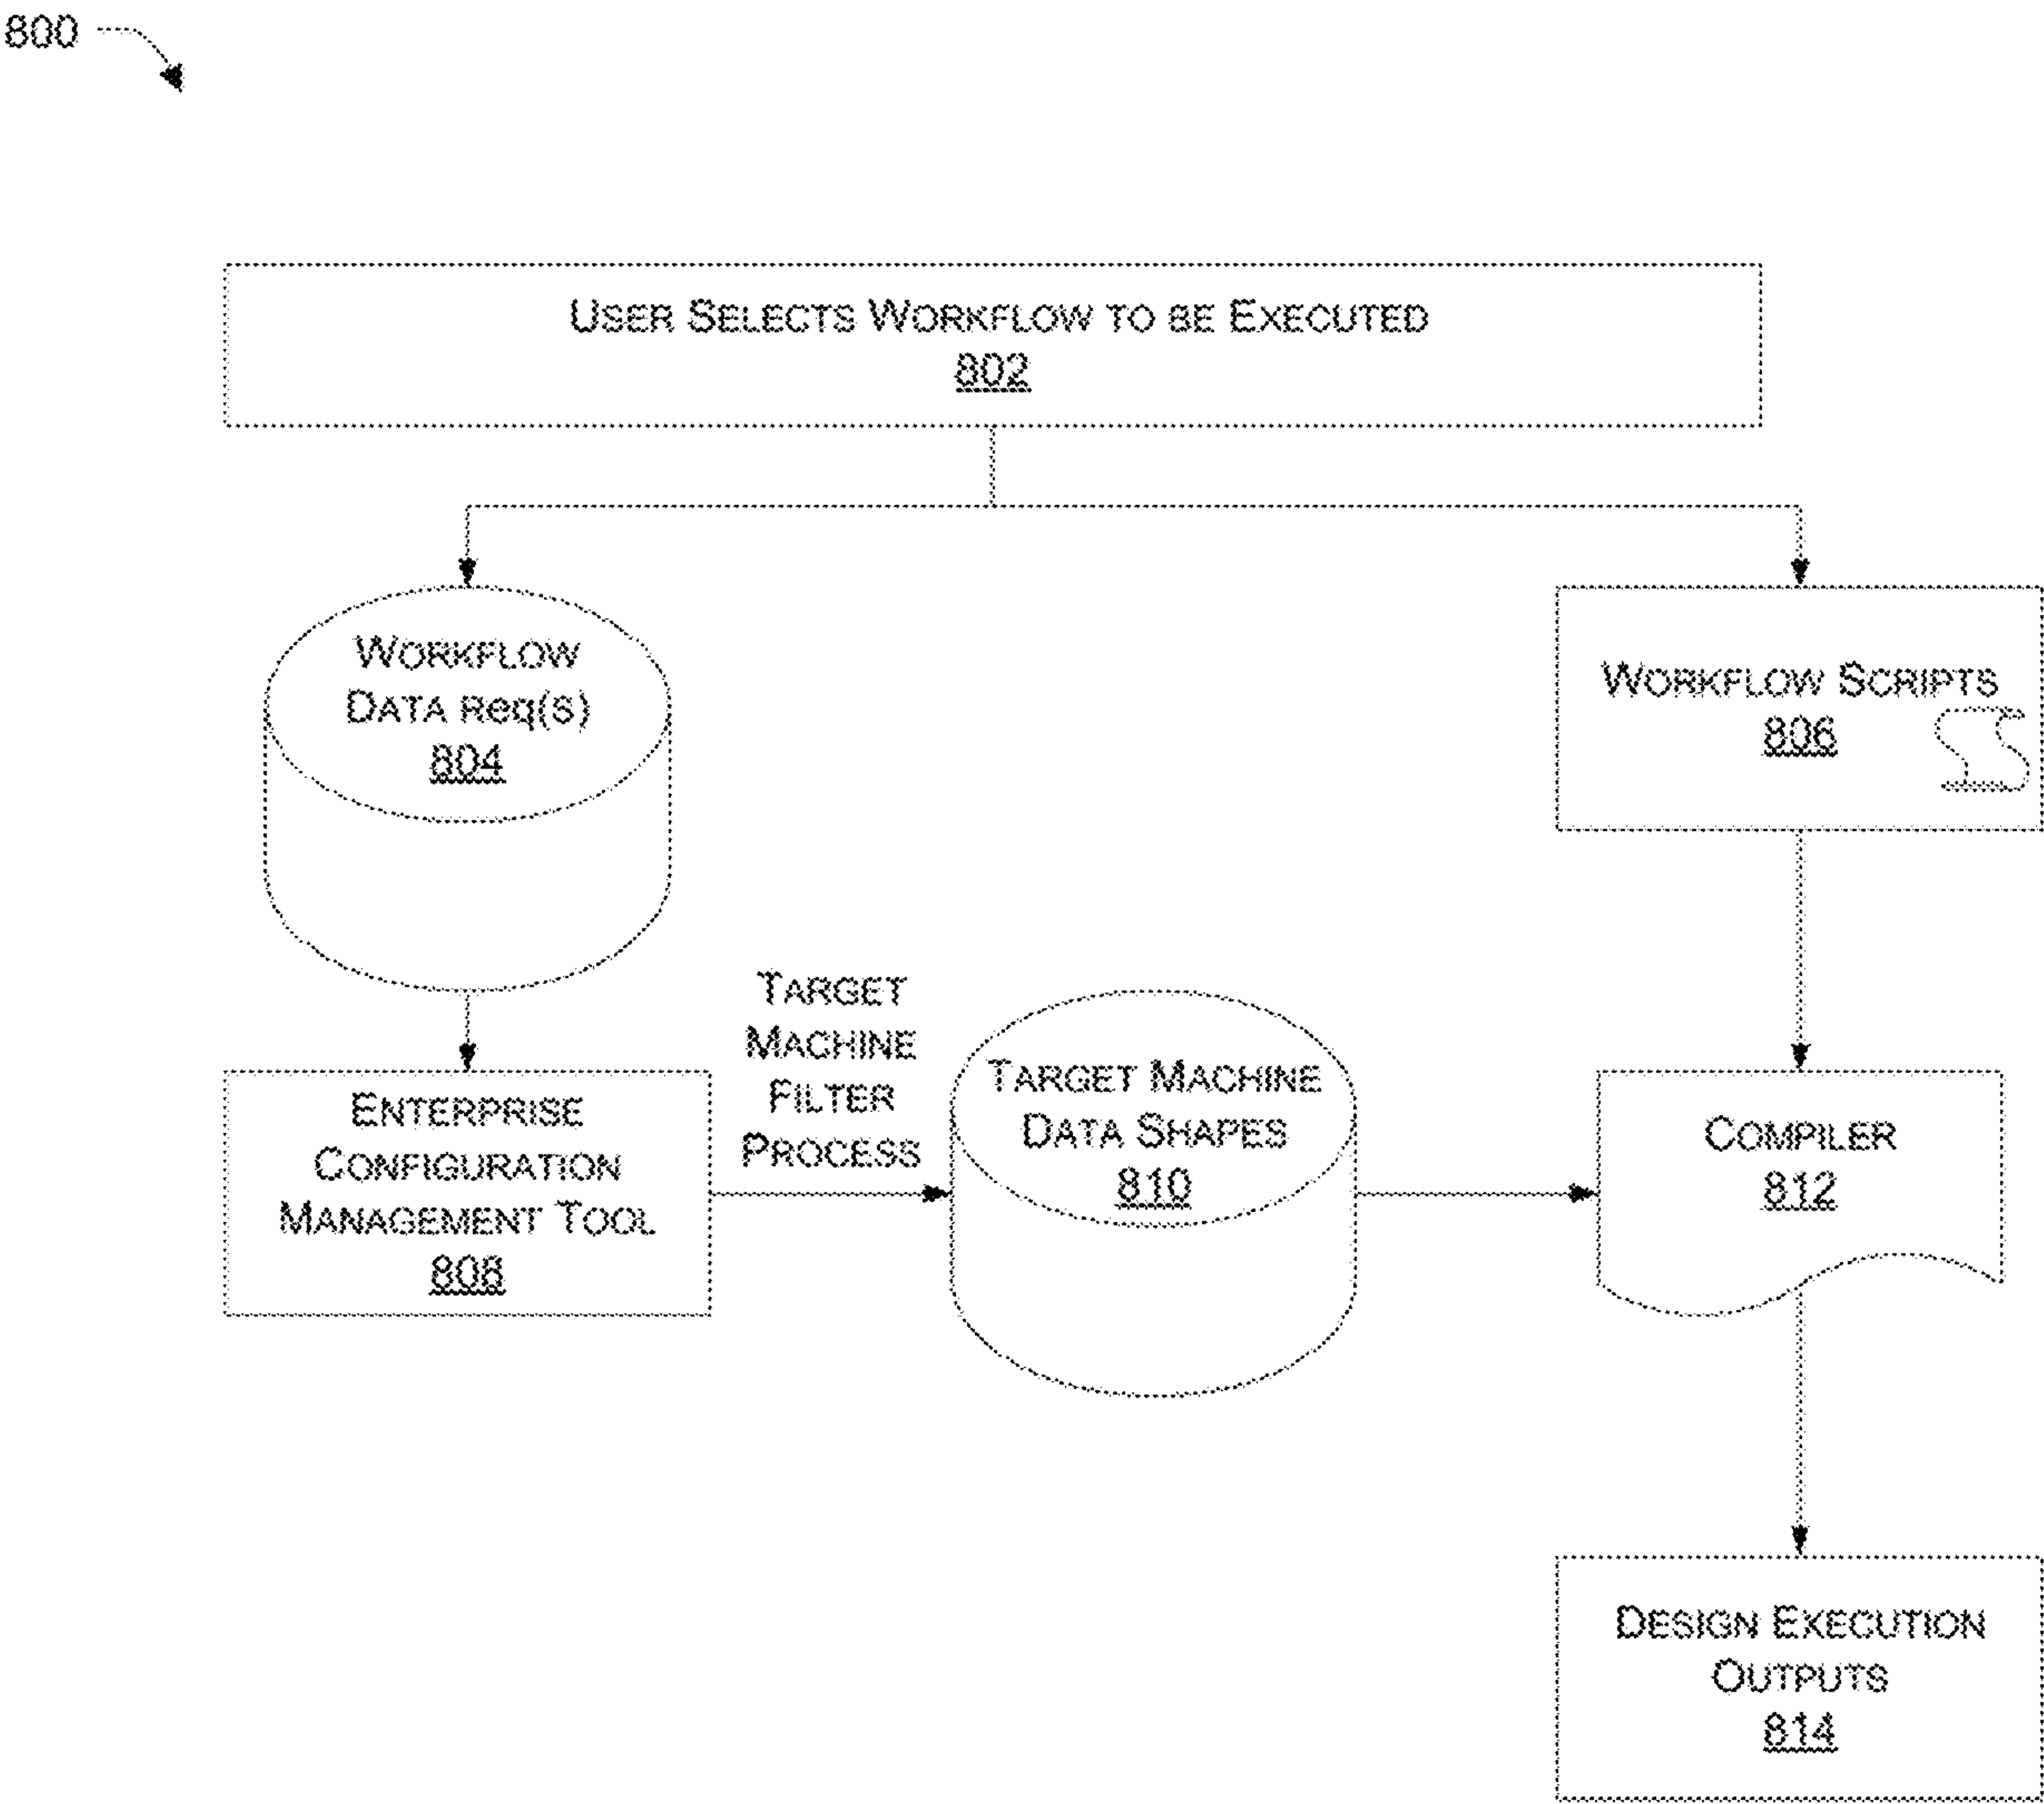 800
USER SELECTS WORKFLOW TO BE EXECUTED
802
WORKFLOW
DATA Req(s)
804
WORKFLOW SCRIPTS
806
TARGET
MACHINE
FILTER
PROCESS
ENTERPRISE
CONFIGURATION
MANAGEMENT TOOL
808
TARGET MACHINE
DATA SHAPES
810
COMPILER
812
DESIGN EXECUTION
OUTPUTS
814